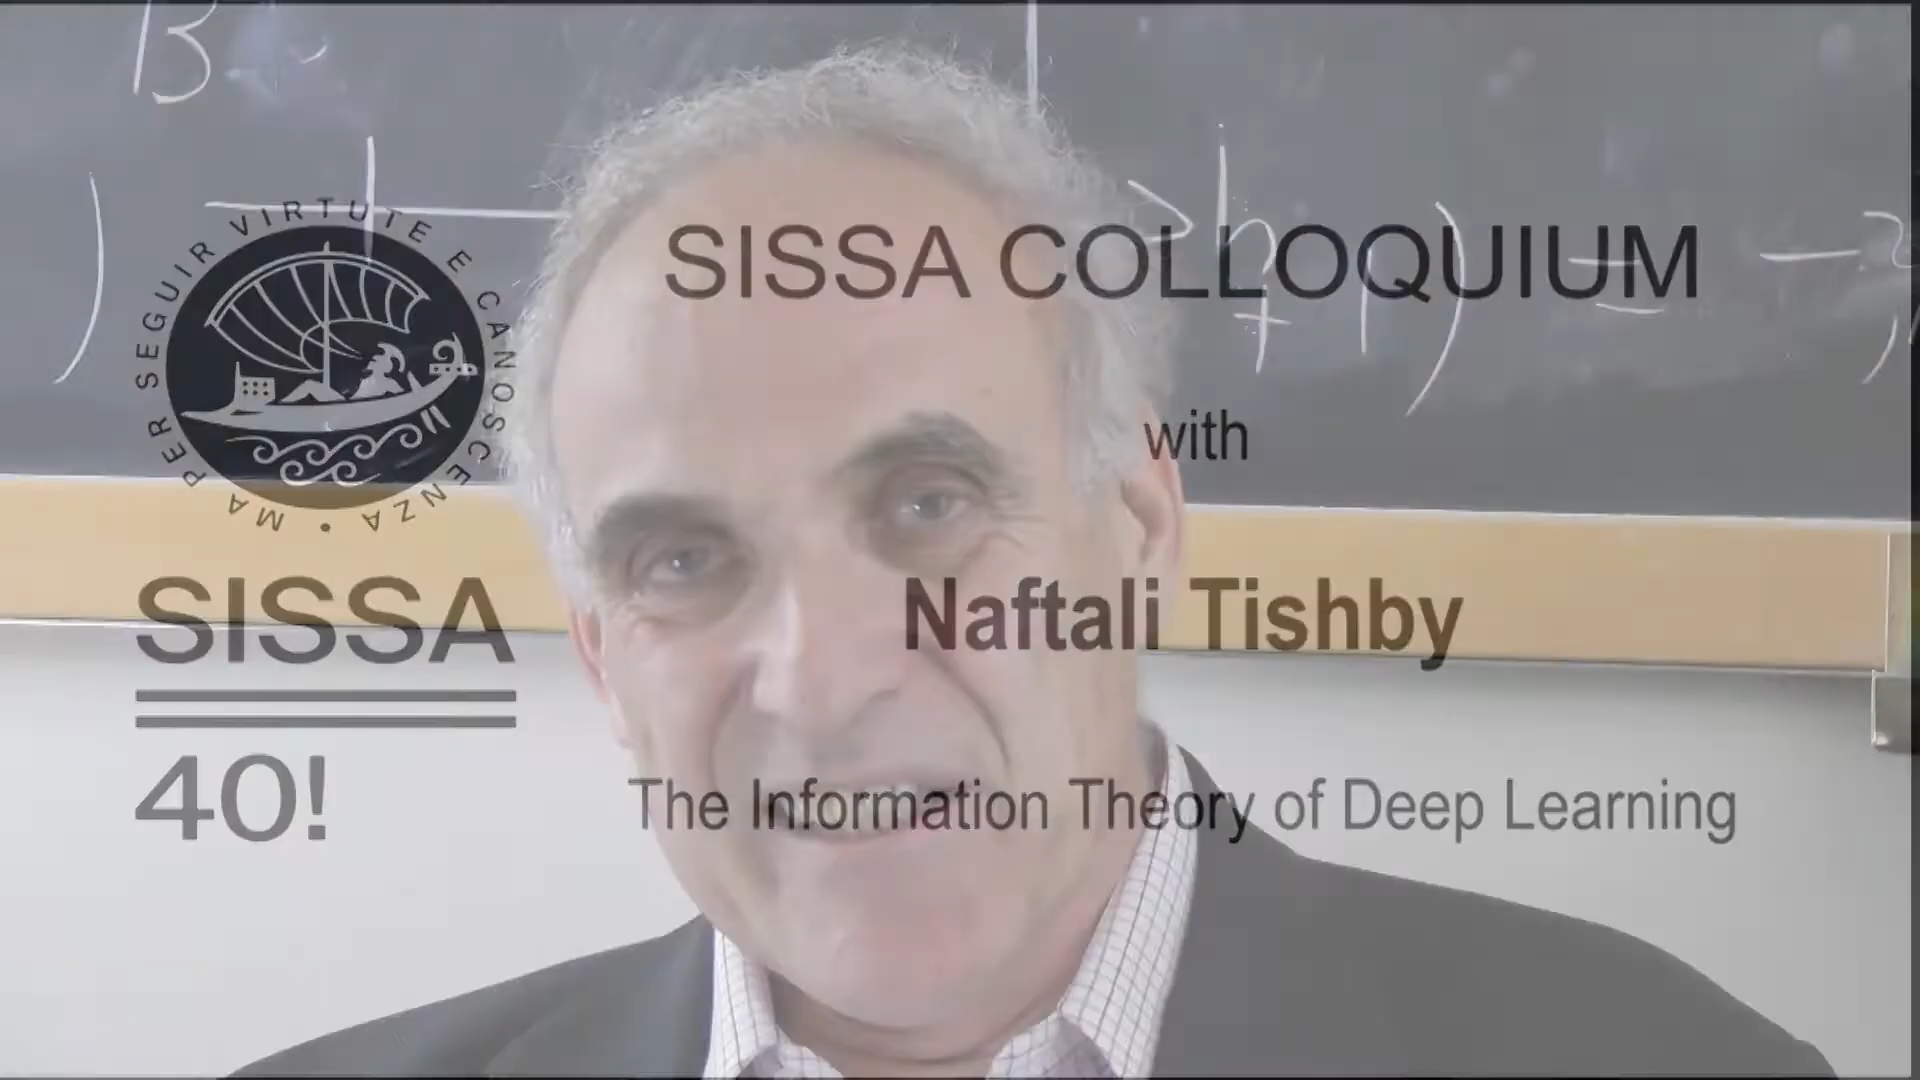 MA PER SEGUIR VIRTUTE E CANOSCENZA •
SISSA
40!
SISSA COLLOQUIUM
with
Naftali Tishby
The Information Theory of Deep Learning